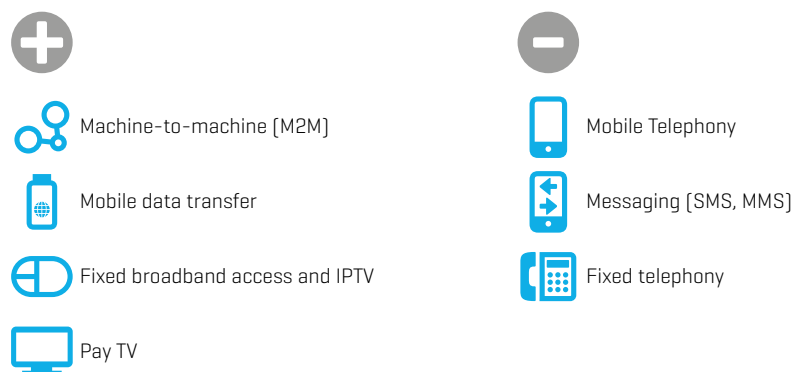 Machine-to-machine (M2M)
Mobile data transfer
Fixed broadband access and IPTV
Pay TV
Mobile Telephony
Messaging (SMS, MMS)
Fixed telephony